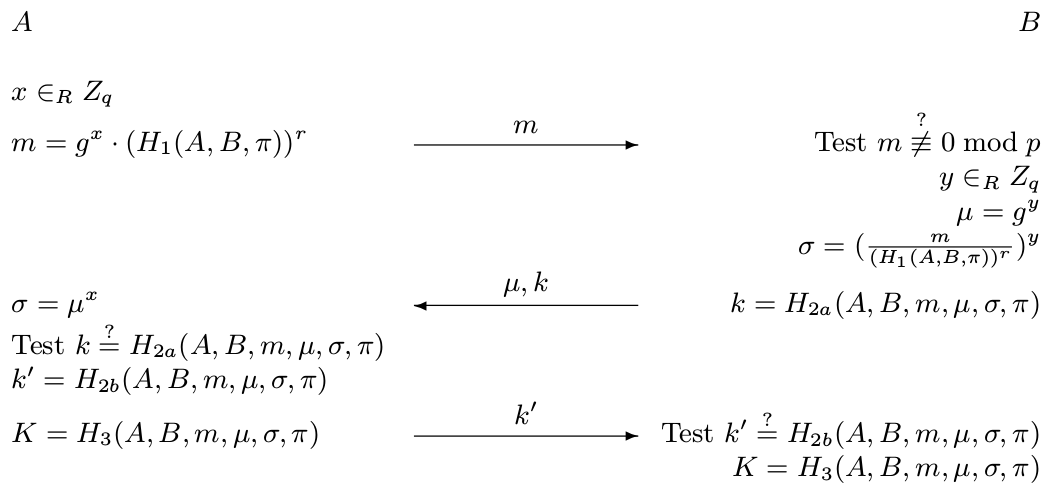 A B
x ∈_R Z_q
m = g^x · (H_1(A, B, π))^r m Test m ≢^? 0 mod p
y ∈_R Z_q
μ = g^y
σ = (m/(H_1(A,B,π))^r)^y
σ = μ^x μ, k k = H_{2a}(A, B, m, μ, σ, π)
Test k =^? H_{2a}(A, B, m, μ, σ, π)
k′ = H_{2b}(A, B, m, μ, σ, π)
K = H_3(A, B, m, μ, σ, π) k′ Test k′ =^? H_{2b}(A, B, m, μ, σ, π)
K = H_3(A, B, m, μ, σ, π)